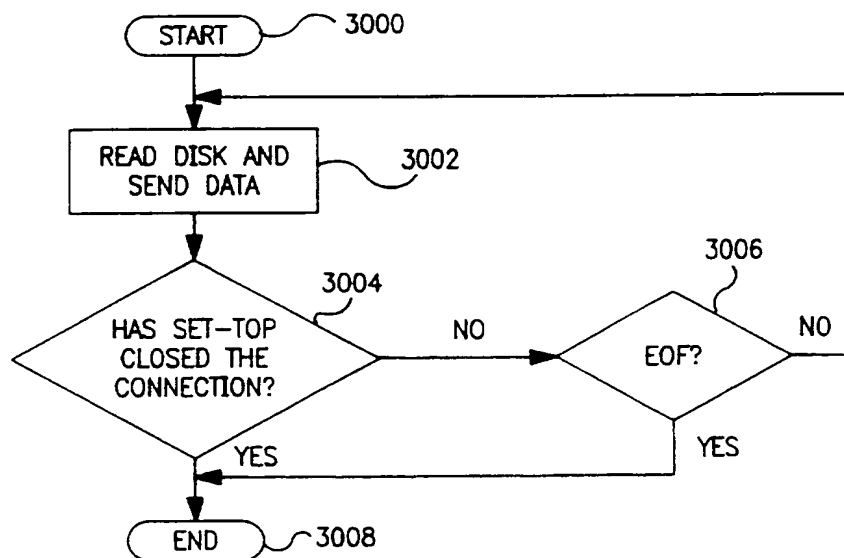 START
3000
READ DISK AND
SEND DATA
3002
HAS SET-TOP
CLOSED THE
CONNECTION?
3004
NO
EOF?
3006
NO
YES
YES
END
3008